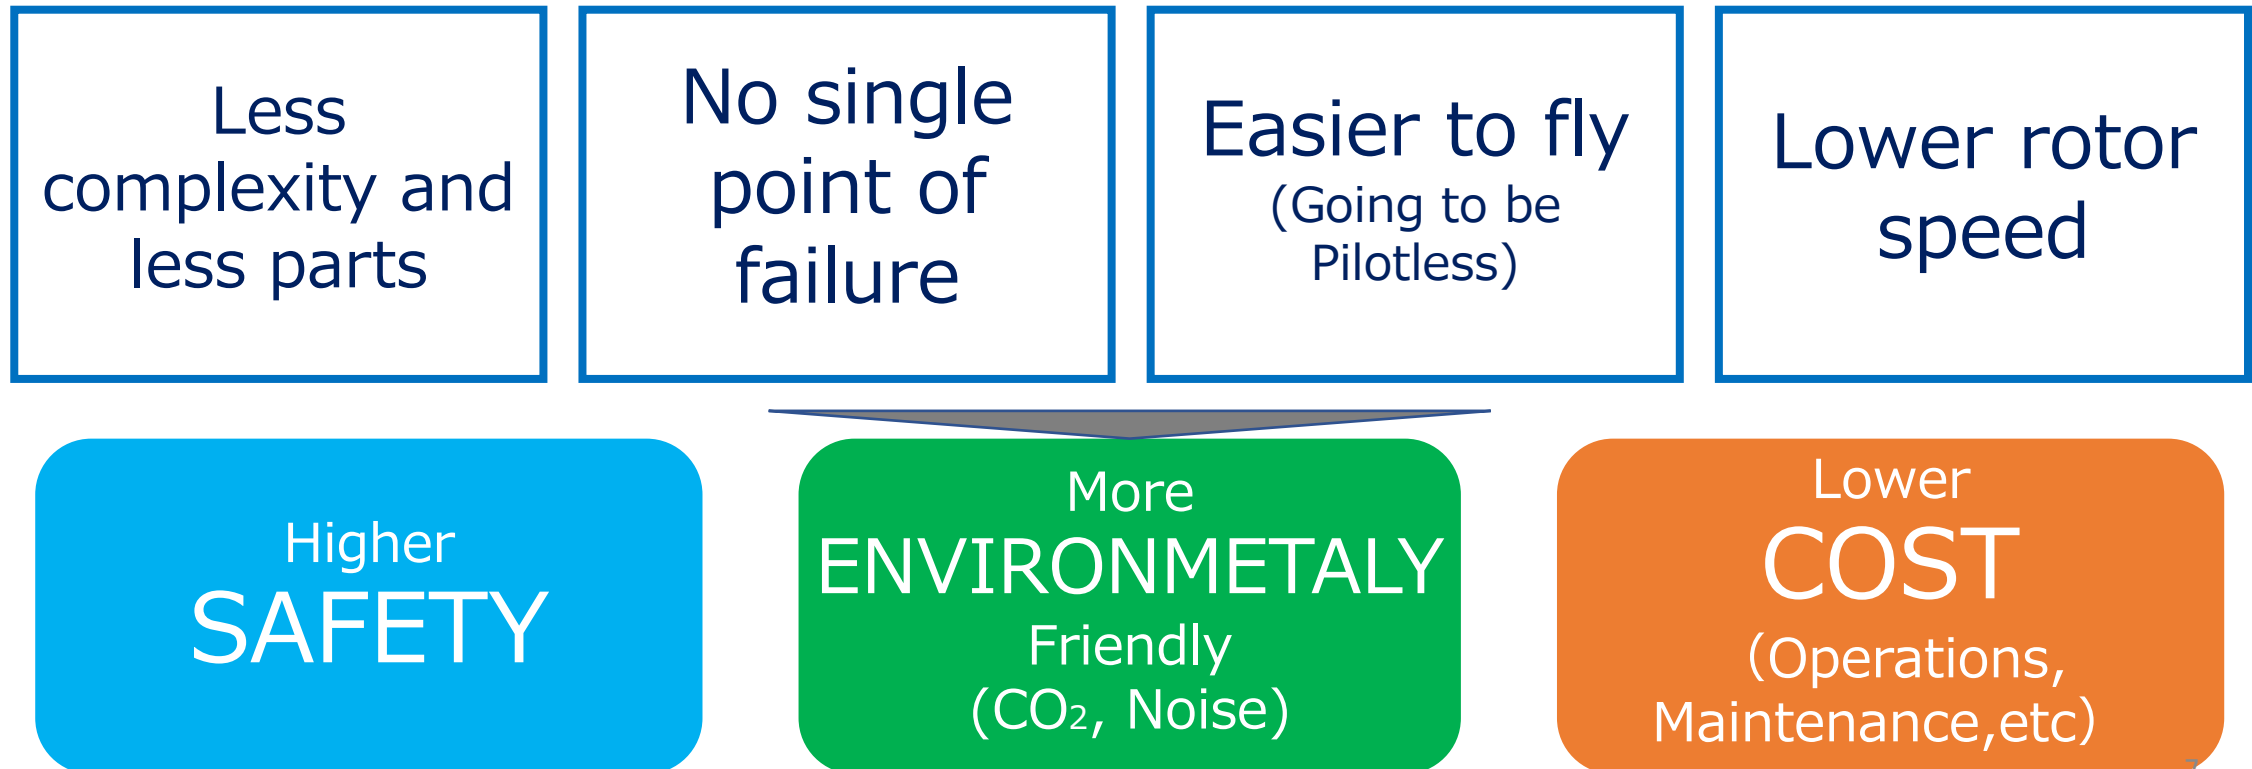 Less
complexity and
less parts
No single
point of
failure
Easier to fly
(Going to be
Pilotless)
Lower rotor
speed
Higher
SAFETY
More
ENVIRONMETALY
Friendly
(CO₂, Noise)
Lower
COST
(Operations,
Maintenance,etc)